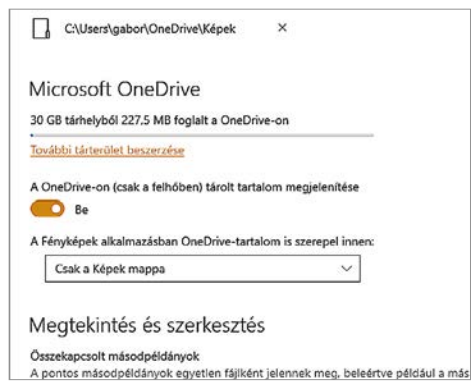 C:\Users\gabor\OneDrive\Képek
Microsoft OneDrive
30 GB tárhelyből 227,5 MB foglalt a OneDrive-on
További tárterület beszerzése
A OneDrive-on (csak a felhőben) tárolt tartalom megjelenítése
Be
A Fényképek alkalmazásban OneDrive-tartalom is szerepel innen:
Csak a Képek mappa
Megtekintés és szerkesztés
Összekapcsolt másodpéldányok
A pontos másodpéldányok egyetlen fájlként jelennek meg, beleértve például a más